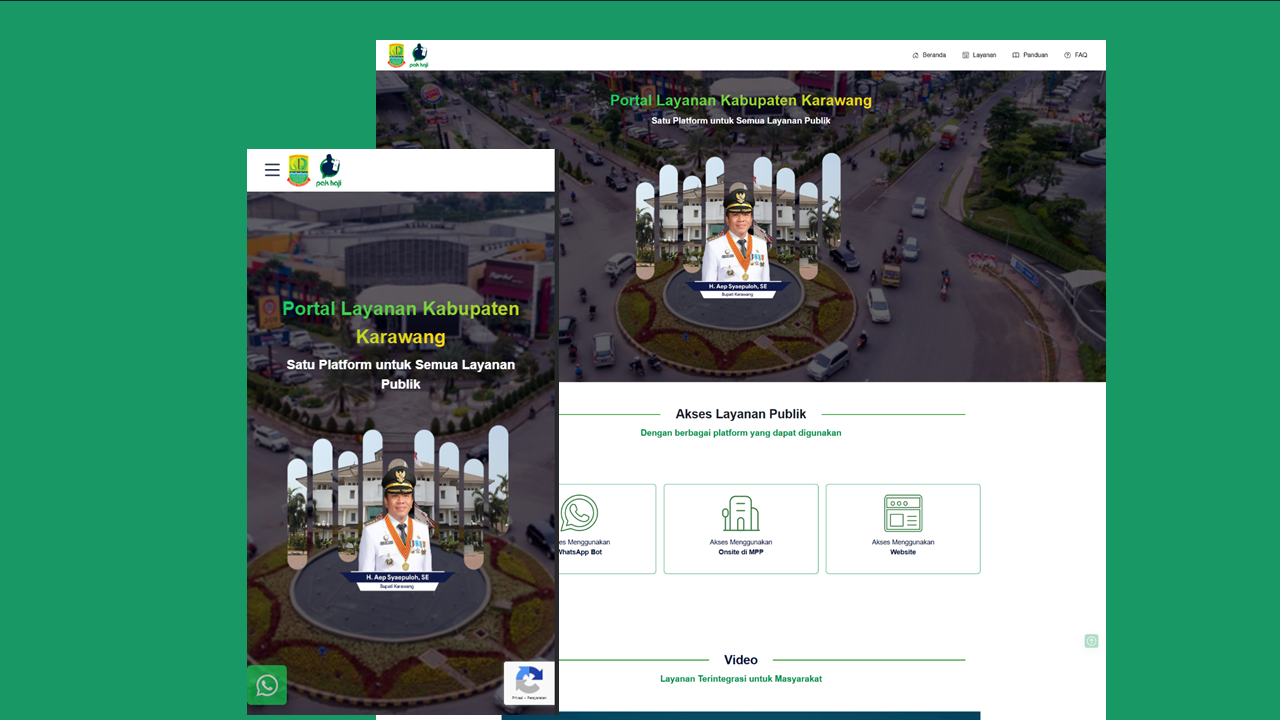 pak haji
Beranda
Layanan
Panduan
FAQ
Portal Layanan Kabupaten Karawang
Satu Platform untuk Semua Layanan Publik
H. Aep Syaepuloh, SE
Bupati Karawang
Akses Layanan Publik
Dengan berbagai platform yang dapat digunakan
es Menggunakan
WhatsApp Bot
Akses Menggunakan
Onsite di MPP
Akses Menggunakan
Website
Video
Layanan Terintegrasi untuk Masyarakat
pak haji
Portal Layanan Kabupaten
Karawang
Satu Platform untuk Semua Layanan
Publik
H. Aep Syaepuloh, SE
Bupati Karawang
Privasi - Persyaratan